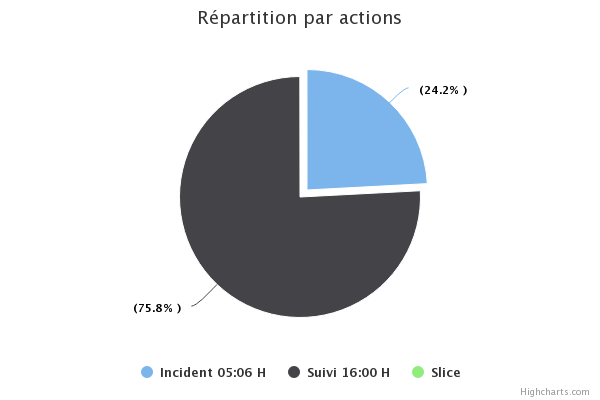 Répartition par actions
(24.2% )
(75.8% )
Incident 05:06 H Suivi 16:00 H Slice
Highcharts.com